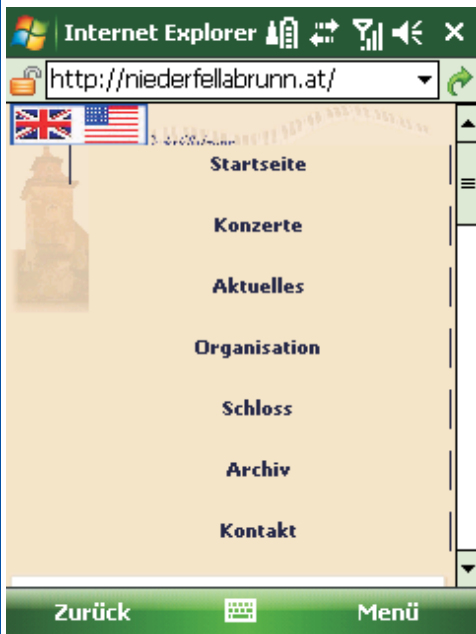 Internet Explorer
http://niederfellabrunn.at/
Startseite
Konzerte
Aktuelles
Organisation
Schloss
Archiv
Kontakt
Zurück
Menü